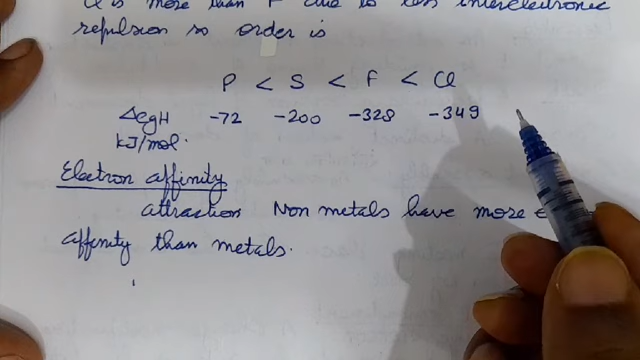 Cl is more than F due to less interelectronic
repulsion so order is
P < S < F < Cl
ΔegH -72 -200 -328 -349
kJ/mol.
Electron affinity
attraction Non metals have more
affinity than metals.